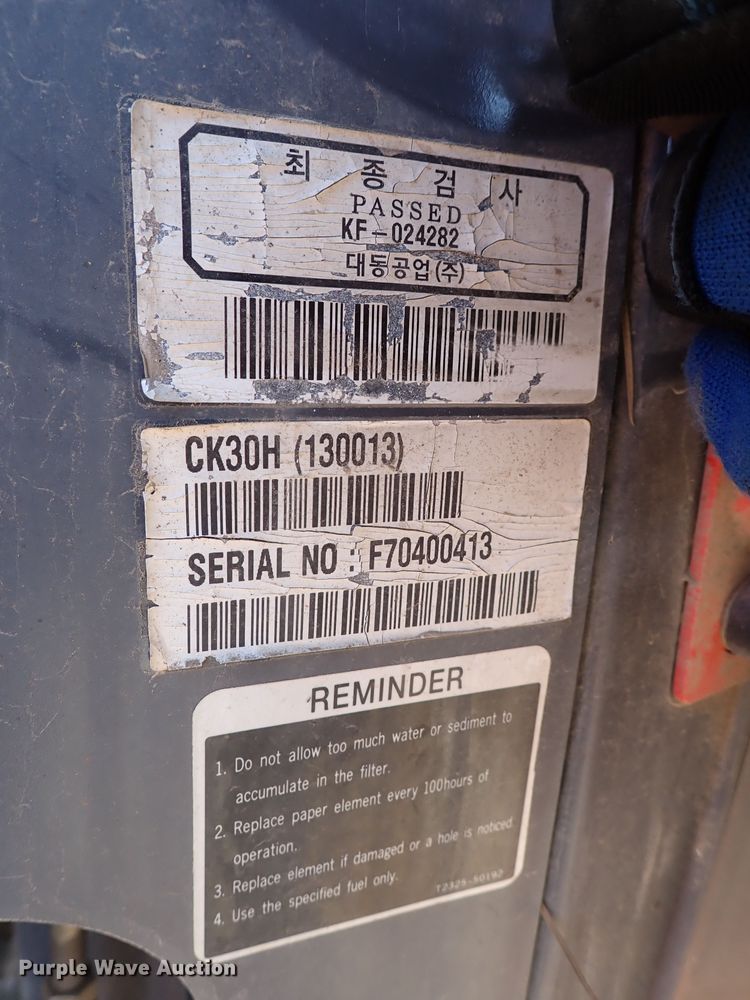 최 종 검 사
PASSED
KF-024282
대동공업(주)
CK30H (130013)
SERIAL NO : F70400413
REMINDER
1. Do not allow too much water or sediment to
accumulate in the filter.
2. Replace paper element every 100hours of
operation.
3. Replace element if damaged or a hole is noticed.
4. Use the specified fuel only.
T2325-50192
Purple Wave Auction